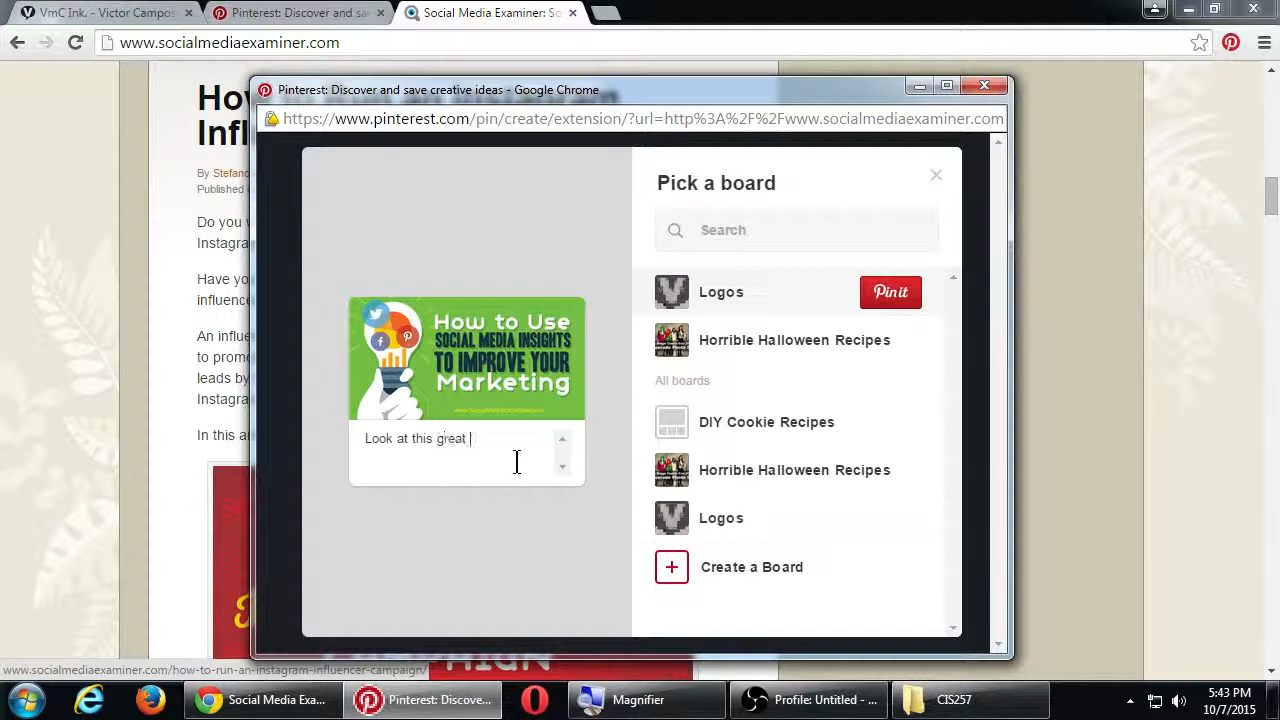 VmC Ink. - Victor Campos
Pinterest: Discover and sa
Social Media Examiner: So
www.socialmediaexaminer.com
Pinterest: Discover and save creative ideas - Google Chrome
https://www.pinterest.com/pin/create/extension/?url=http%3A%2F%2Fwww.socialmediaexaminer.com
How
Influ
By Stefano
Published
Do you
Instagra
Have yo
influence
An influe
to promo
leads by
Instagra
In this a
Pick a board
Search
Logos
Pin it
Horrible Halloween Recipes
All boards
DIY Cookie Recipes
Horrible Halloween Recipes
Logos
Create a Board
How to Use
SOCIAL MEDIA INSIGHTS
TO IMPROVE YOUR
Marketing
Look at this great
www.socialmediaexaminer.com/how-to-run-an-instagram-influencer-campaign/
Social Media Exa...
Pinterest: Discove...
Magnifier
Profile: Untitled - ...
CIS257
5:43 PM
10/7/2015